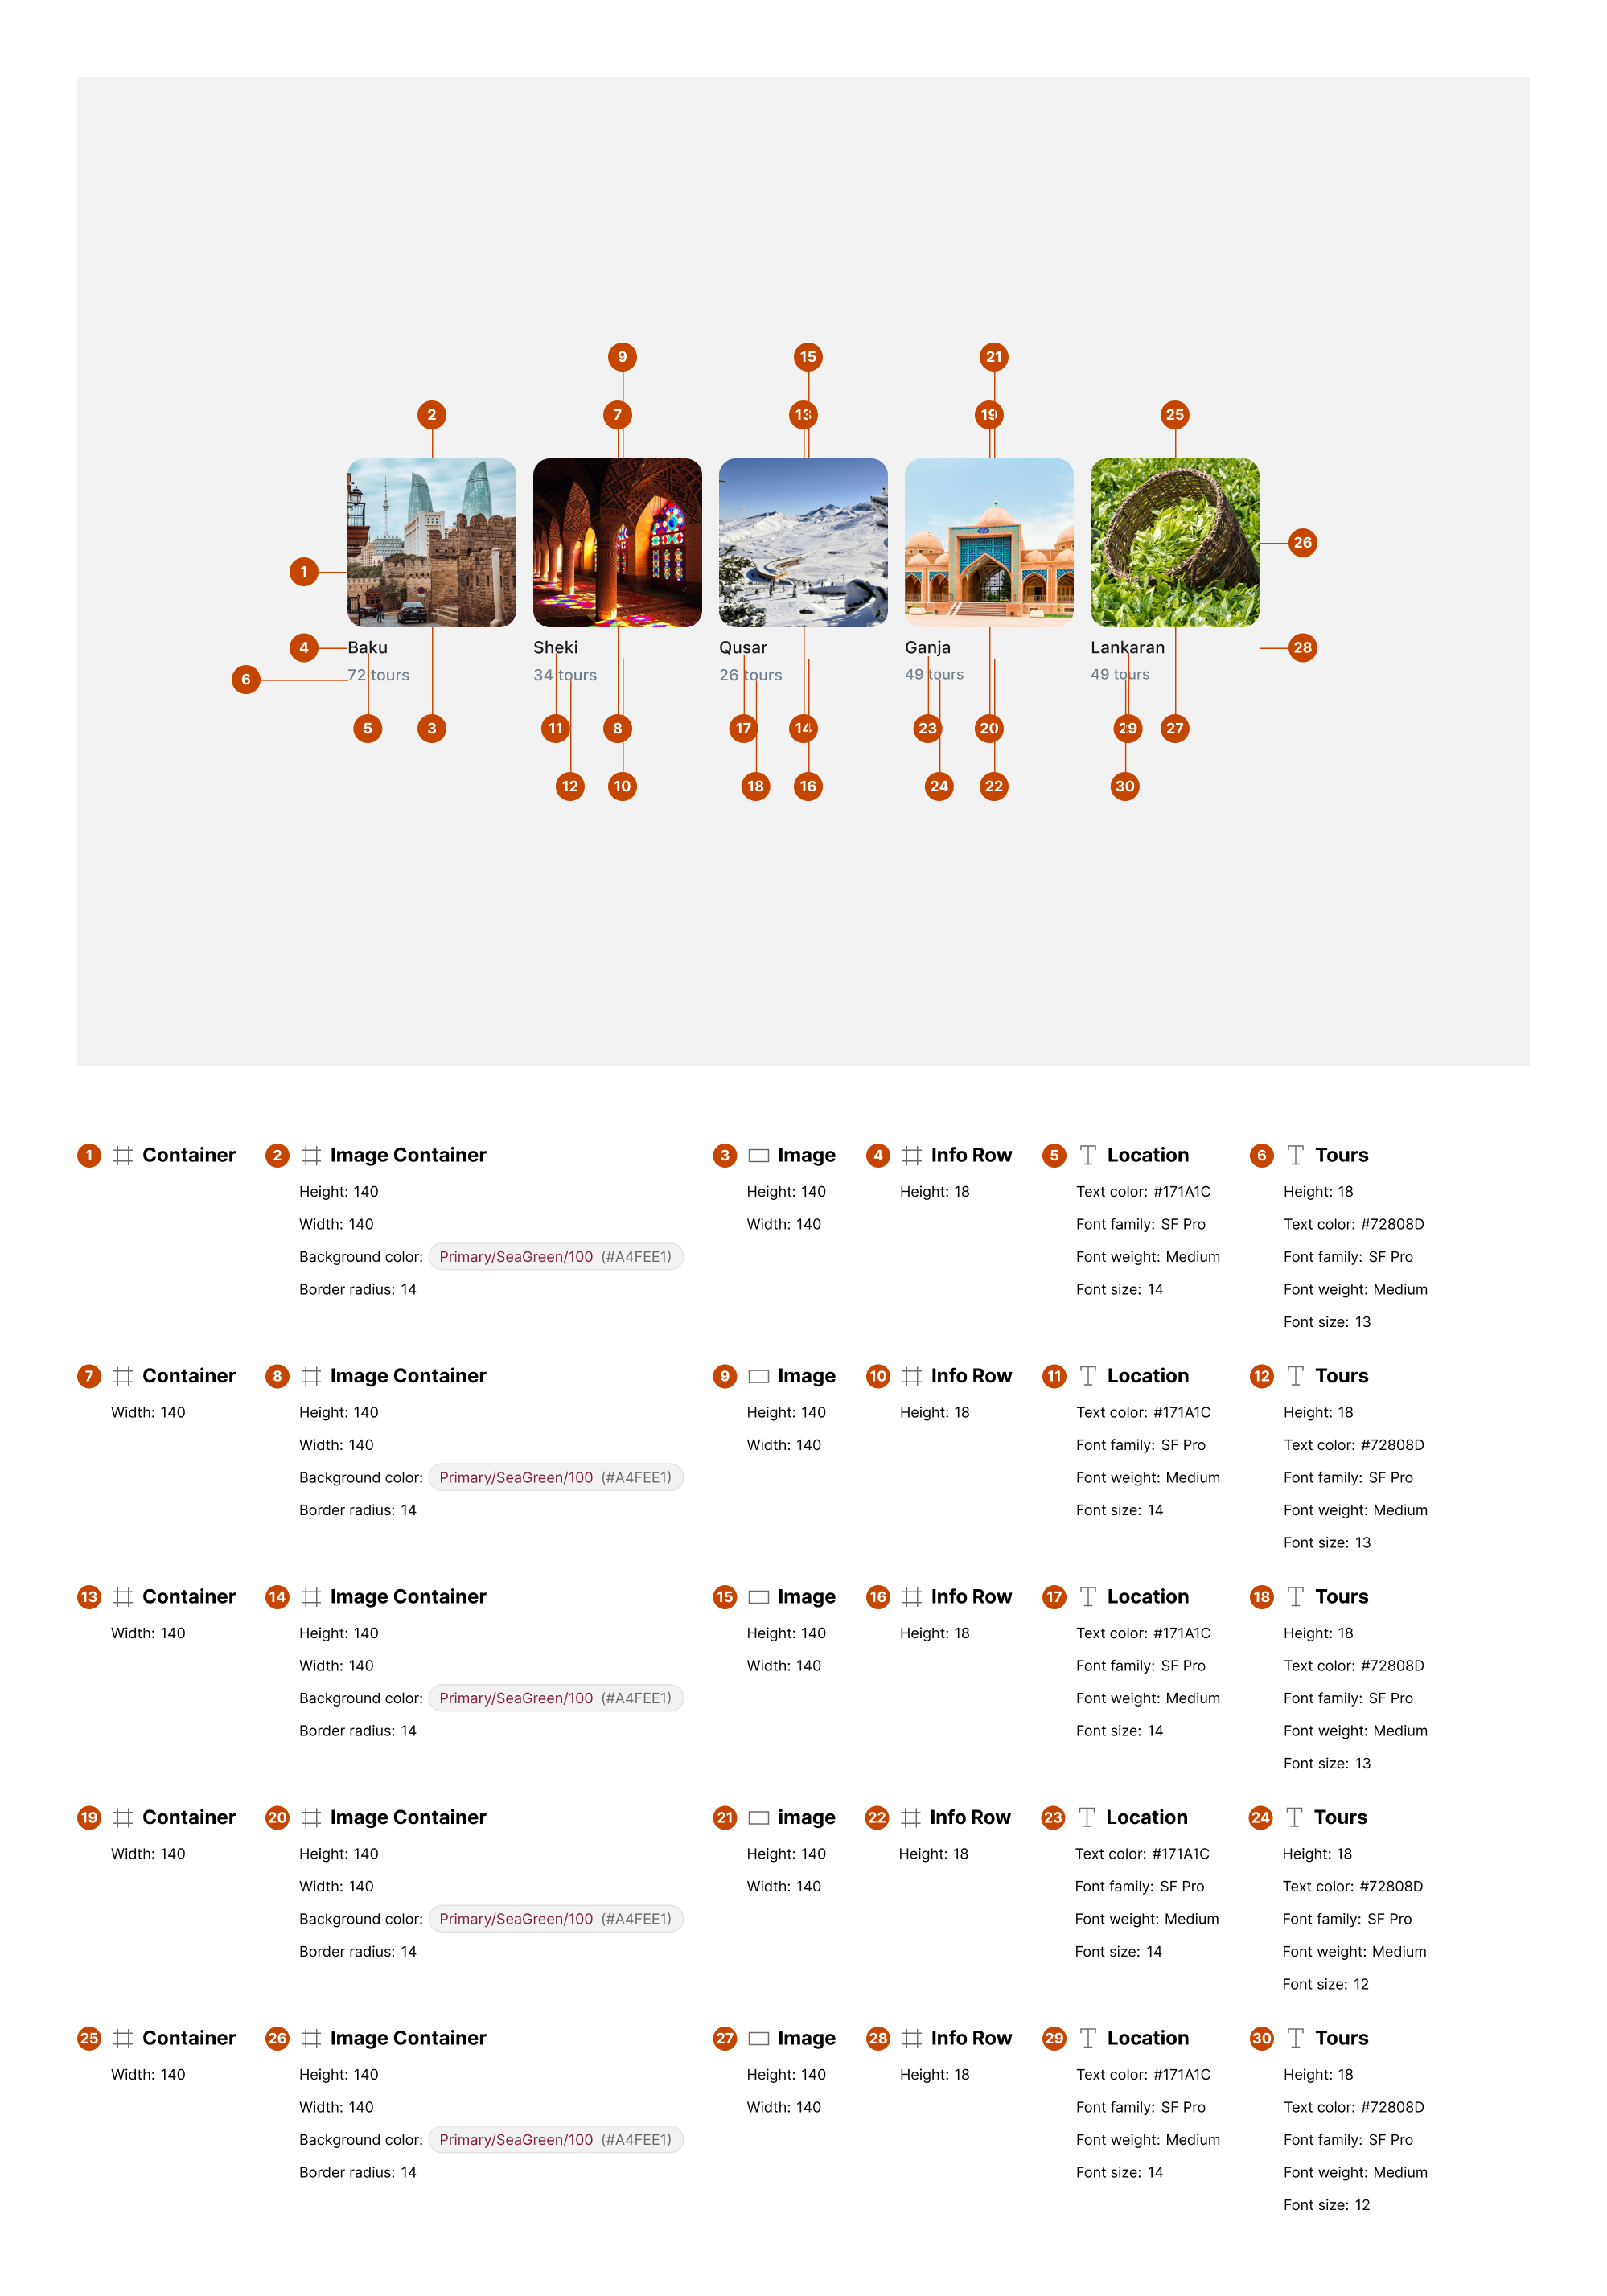 9 15 21
2 7 13 19 25
26
1
4 Baku Sheki Qusar Ganja Lankaran 28
6 72 tours 34 tours 26 tours 49 tours 49 tours
5 3 11 8 17 14 23 20 29 27
12 10 18 16 24 22 30
1 Container
2 Image Container
Height: 140
Width: 140
Background color: Primary/SeaGreen/100 (#A4FEE1)
Border radius: 14
3 Image
Height: 140
Width: 140
4 Info Row
Height: 18
5 Location
Text color: #171A1C
Font family: SF Pro
Font weight: Medium
Font size: 14
6 Tours
Height: 18
Text color: #72808D
Font family: SF Pro
Font weight: Medium
Font size: 13
7 Container
Width: 140
8 Image Container
Height: 140
Width: 140
Background color: Primary/SeaGreen/100 (#A4FEE1)
Border radius: 14
9 Image
Height: 140
Width: 140
10 Info Row
Height: 18
11 Location
Text color: #171A1C
Font family: SF Pro
Font weight: Medium
Font size: 14
12 Tours
Height: 18
Text color: #72808D
Font family: SF Pro
Font weight: Medium
Font size: 13
13 Container
Width: 140
14 Image Container
Height: 140
Width: 140
Background color: Primary/SeaGreen/100 (#A4FEE1)
Border radius: 14
15 Image
Height: 140
Width: 140
16 Info Row
Height: 18
17 Location
Text color: #171A1C
Font family: SF Pro
Font weight: Medium
Font size: 14
18 Tours
Height: 18
Text color: #72808D
Font family: SF Pro
Font weight: Medium
Font size: 13
19 Container
Width: 140
20 Image Container
Height: 140
Width: 140
Background color: Primary/SeaGreen/100 (#A4FEE1)
Border radius: 14
21 image
Height: 140
Width: 140
22 Info Row
Height: 18
23 Location
Text color: #171A1C
Font family: SF Pro
Font weight: Medium
Font size: 14
24 Tours
Height: 18
Text color: #72808D
Font family: SF Pro
Font weight: Medium
Font size: 12
25 Container
Width: 140
26 Image Container
Height: 140
Width: 140
Background color: Primary/SeaGreen/100 (#A4FEE1)
Border radius: 14
27 Image
Height: 140
Width: 140
28 Info Row
Height: 18
29 Location
Text color: #171A1C
Font family: SF Pro
Font weight: Medium
Font size: 14
30 Tours
Height: 18
Text color: #72808D
Font family: SF Pro
Font weight: Medium
Font size: 12